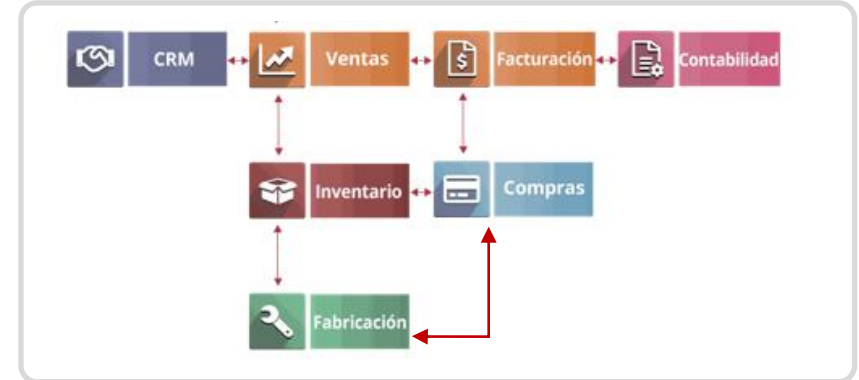 CRM
Ventas
Facturación
Contabilidad
Inventario
Compras
Fabricación